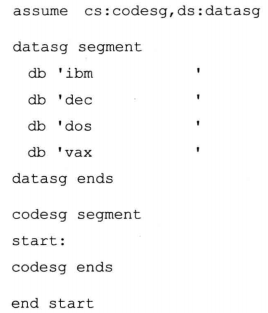 assume cs:codesg,ds:datasg
datasg segment
db 'ibm             '
db 'dec             '
db 'dos             '
db 'vax             '
datasg ends
codesg segment
start:
codesg ends
end start